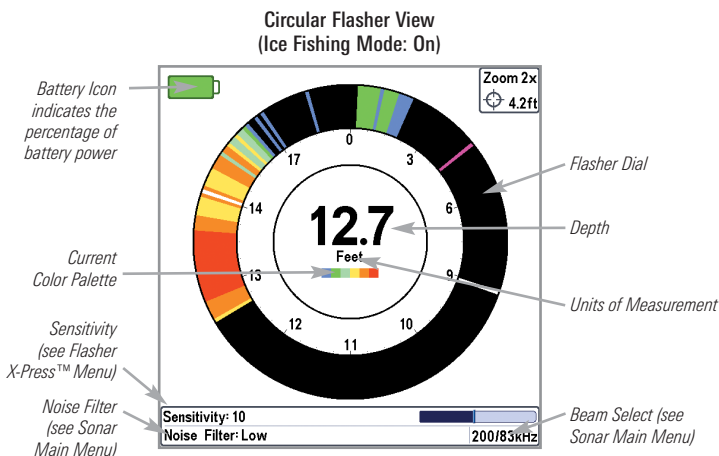 Circular Flasher View
(Ice Fishing Mode: On)
Battery Icon
indicates the
percentage of
battery power
Zoom 2x
4.2ft
0
3
6
9
10
11
12
13
14
17
12.7
Feet
Flasher Dial
Depth
Units of Measurement
Current
Color Palette
Sensitivity
(see Flasher
X-Press™ Menu)
Noise Filter
(see Sonar
Main Menu)
Sensitivity: 10
Noise Filter: Low
200/83kHz
Beam Select (see
Sonar Main Menu)